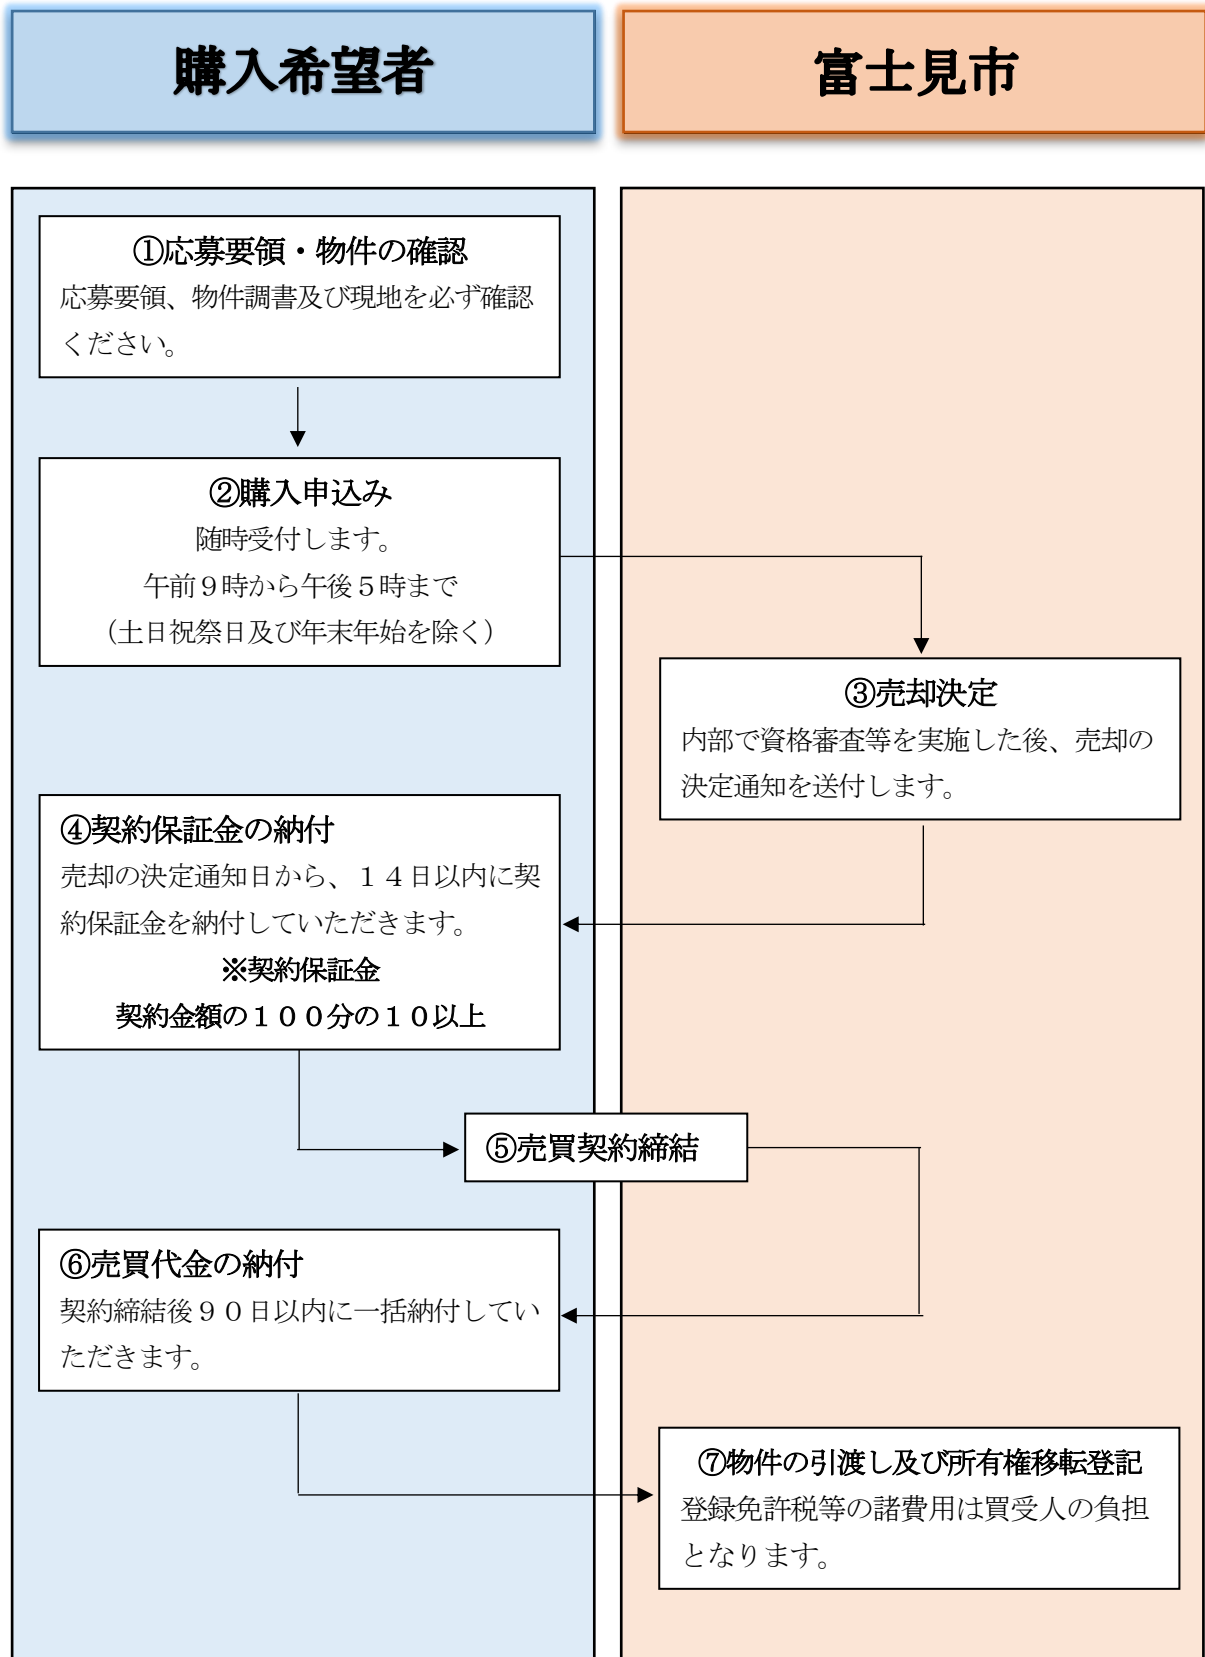 購入希望者
富士見市
①応募要領・物件の確認
応募要領、物件調書及び現地を必ず確認
ください。
②購入申込み
随時受付します。
午前９時から午後５時まで
（土日祝祭日及び年末年始を除く）
③売却決定
内部で資格審査等を実施した後、売却の
決定通知を送付します。
④契約保証金の納付
売却の決定通知日から、１４日以内に契
約保証金を納付していただきます。
※契約保証金
契約金額の１００分の１０以上
⑤売買契約締結
⑥売買代金の納付
契約締結後９０日以内に一括納付してい
ただきます。
⑦物件の引渡し及び所有権移転登記
登録免許税等の諸費用は買受人の負担
となります。